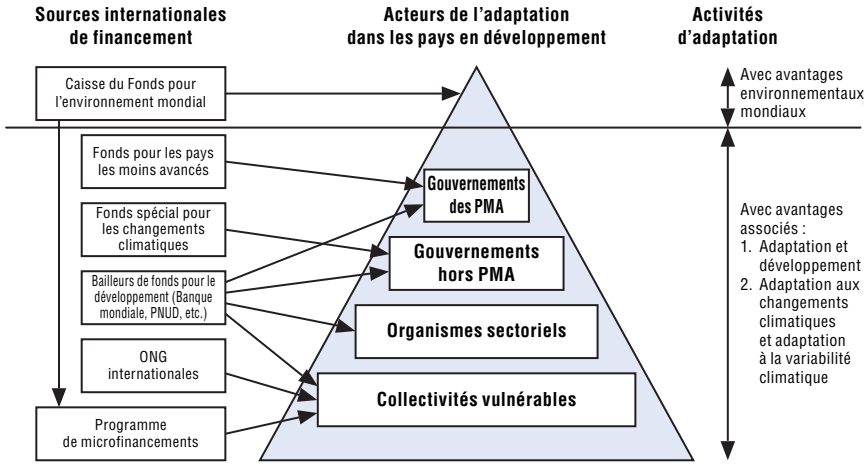 Sources internationales
de financement
Acteurs de l'adaptation
dans les pays en développement
Activités
d'adaptation
Caisse du Fonds pour
l'environnement mondial
Fonds pour les pays
les moins avancés
Fonds spécial pour
les changements
climatiques
Bailleurs de fonds pour le
développement (Banque
mondiale, PNUD, etc.)
ONG
internationales
Programme
de microfinancements
Gouvernements
des PMA
Gouvernements
hors PMA
Organismes sectoriels
Collectivités vulnérables
Avec avantages
environnementaux
mondiaux
Avec avantages
associés :
1. Adaptation et
développement
2. Adaptation aux
changements
climatiques
et adaptation
à la variabilité
climatique